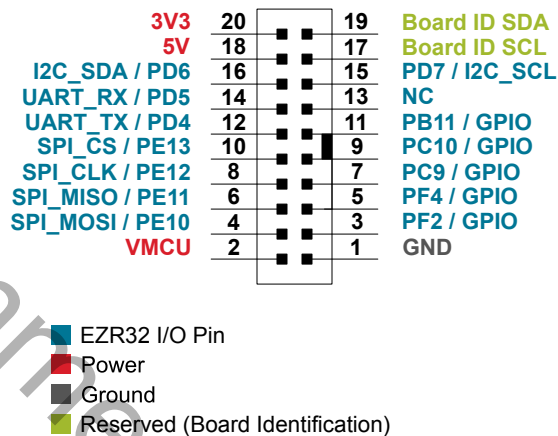 3V3 20 19 Board ID SDA
5V 18 17 Board ID SCL
I2C_SDA / PD6 16 15 PD7 / I2C_SCL
UART_RX / PD5 14 13 NC
UART_TX / PD4 12 11 PB11 / GPIO
SPI_CS / PE13 10 9 PC10 / GPIO
SPI_CLK / PE12 8 7 PC9 / GPIO
SPI_MISO / PE11 6 5 PF4 / GPIO
SPI_MOSI / PE10 4 3 PF2 / GPIO
VMCU 2 1 GND
EZR32 I/O Pin
Power
Ground
Reserved (Board Identification)